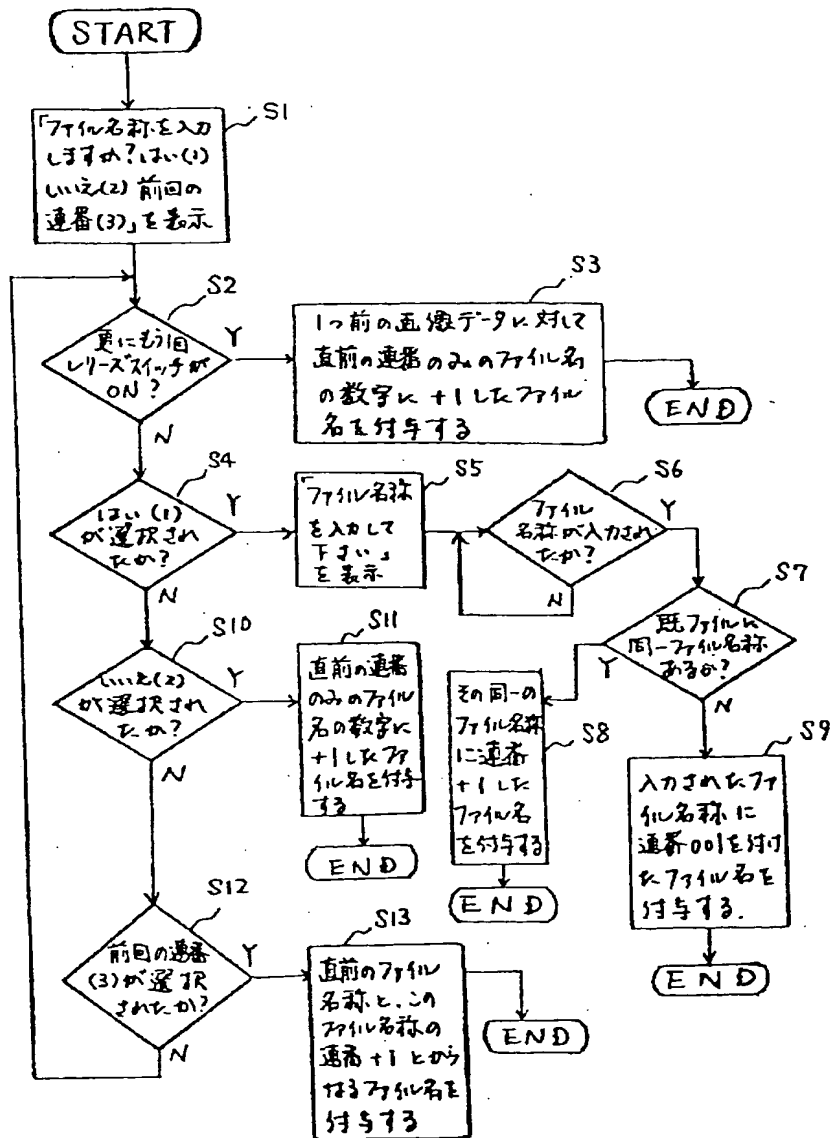 START
S1
「ファイル名称を入力
しますか?はい(1)
いいえ(2) 前回の
連番(3)」を表示
S2
更にもう1回
レリーズスイッチが
ON?
Y
N
S3
1つ前の画像データに対して
直前の連番のみのファイル名
の数字に+1したファイル
名を付与する
END
S4
はい(1)
が選択され
たか?
Y
N
S5
「ファイル名称
を入力して
下さい」
を表示
S6
ファイル
名称が入力され
たか?
Y
N
S7
既ファイルに
同一ファイル名称
あるか?
Y
N
S8
その同一の
ファイル名称
に連番
+1した
ファイル名
を付与する
END
S9
入力されたファ
イル名称に
連番001を付け
たファイル名を
付与する.
END
S10
いいえ(2)
が選択され
たか?
Y
N
S11
直前の連番
のみのファイル
名の数字に
+1したファ
イル名を付与
する
END
S12
前回の連番
(3)が選択
されたか?
Y
N
S13
直前のファイル
名称と、この
ファイル名称の
連番+1とから
なるファイル名を
付与する
END